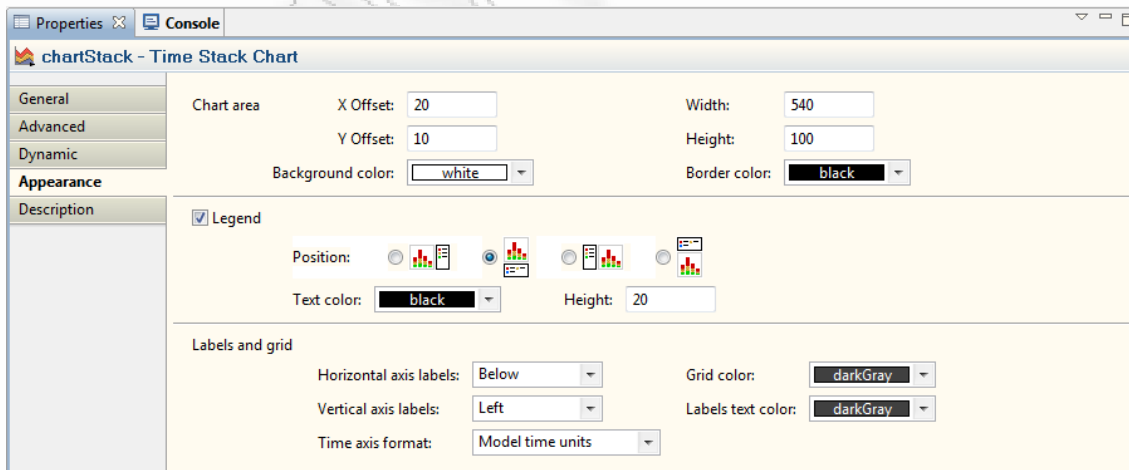 Properties Console
chartStack - Time Stack Chart
General
Advanced
Dynamic
Appearance
Description
Chart area X Offset: 20 Width: 540
Y Offset: 10 Height: 100
Background color: white Border color: black
Legend
Position:
Text color: black Height: 20
Labels and grid
Horizontal axis labels: Below Grid color: darkGray
Vertical axis labels: Left Labels text color: darkGray
Time axis format: Model time units